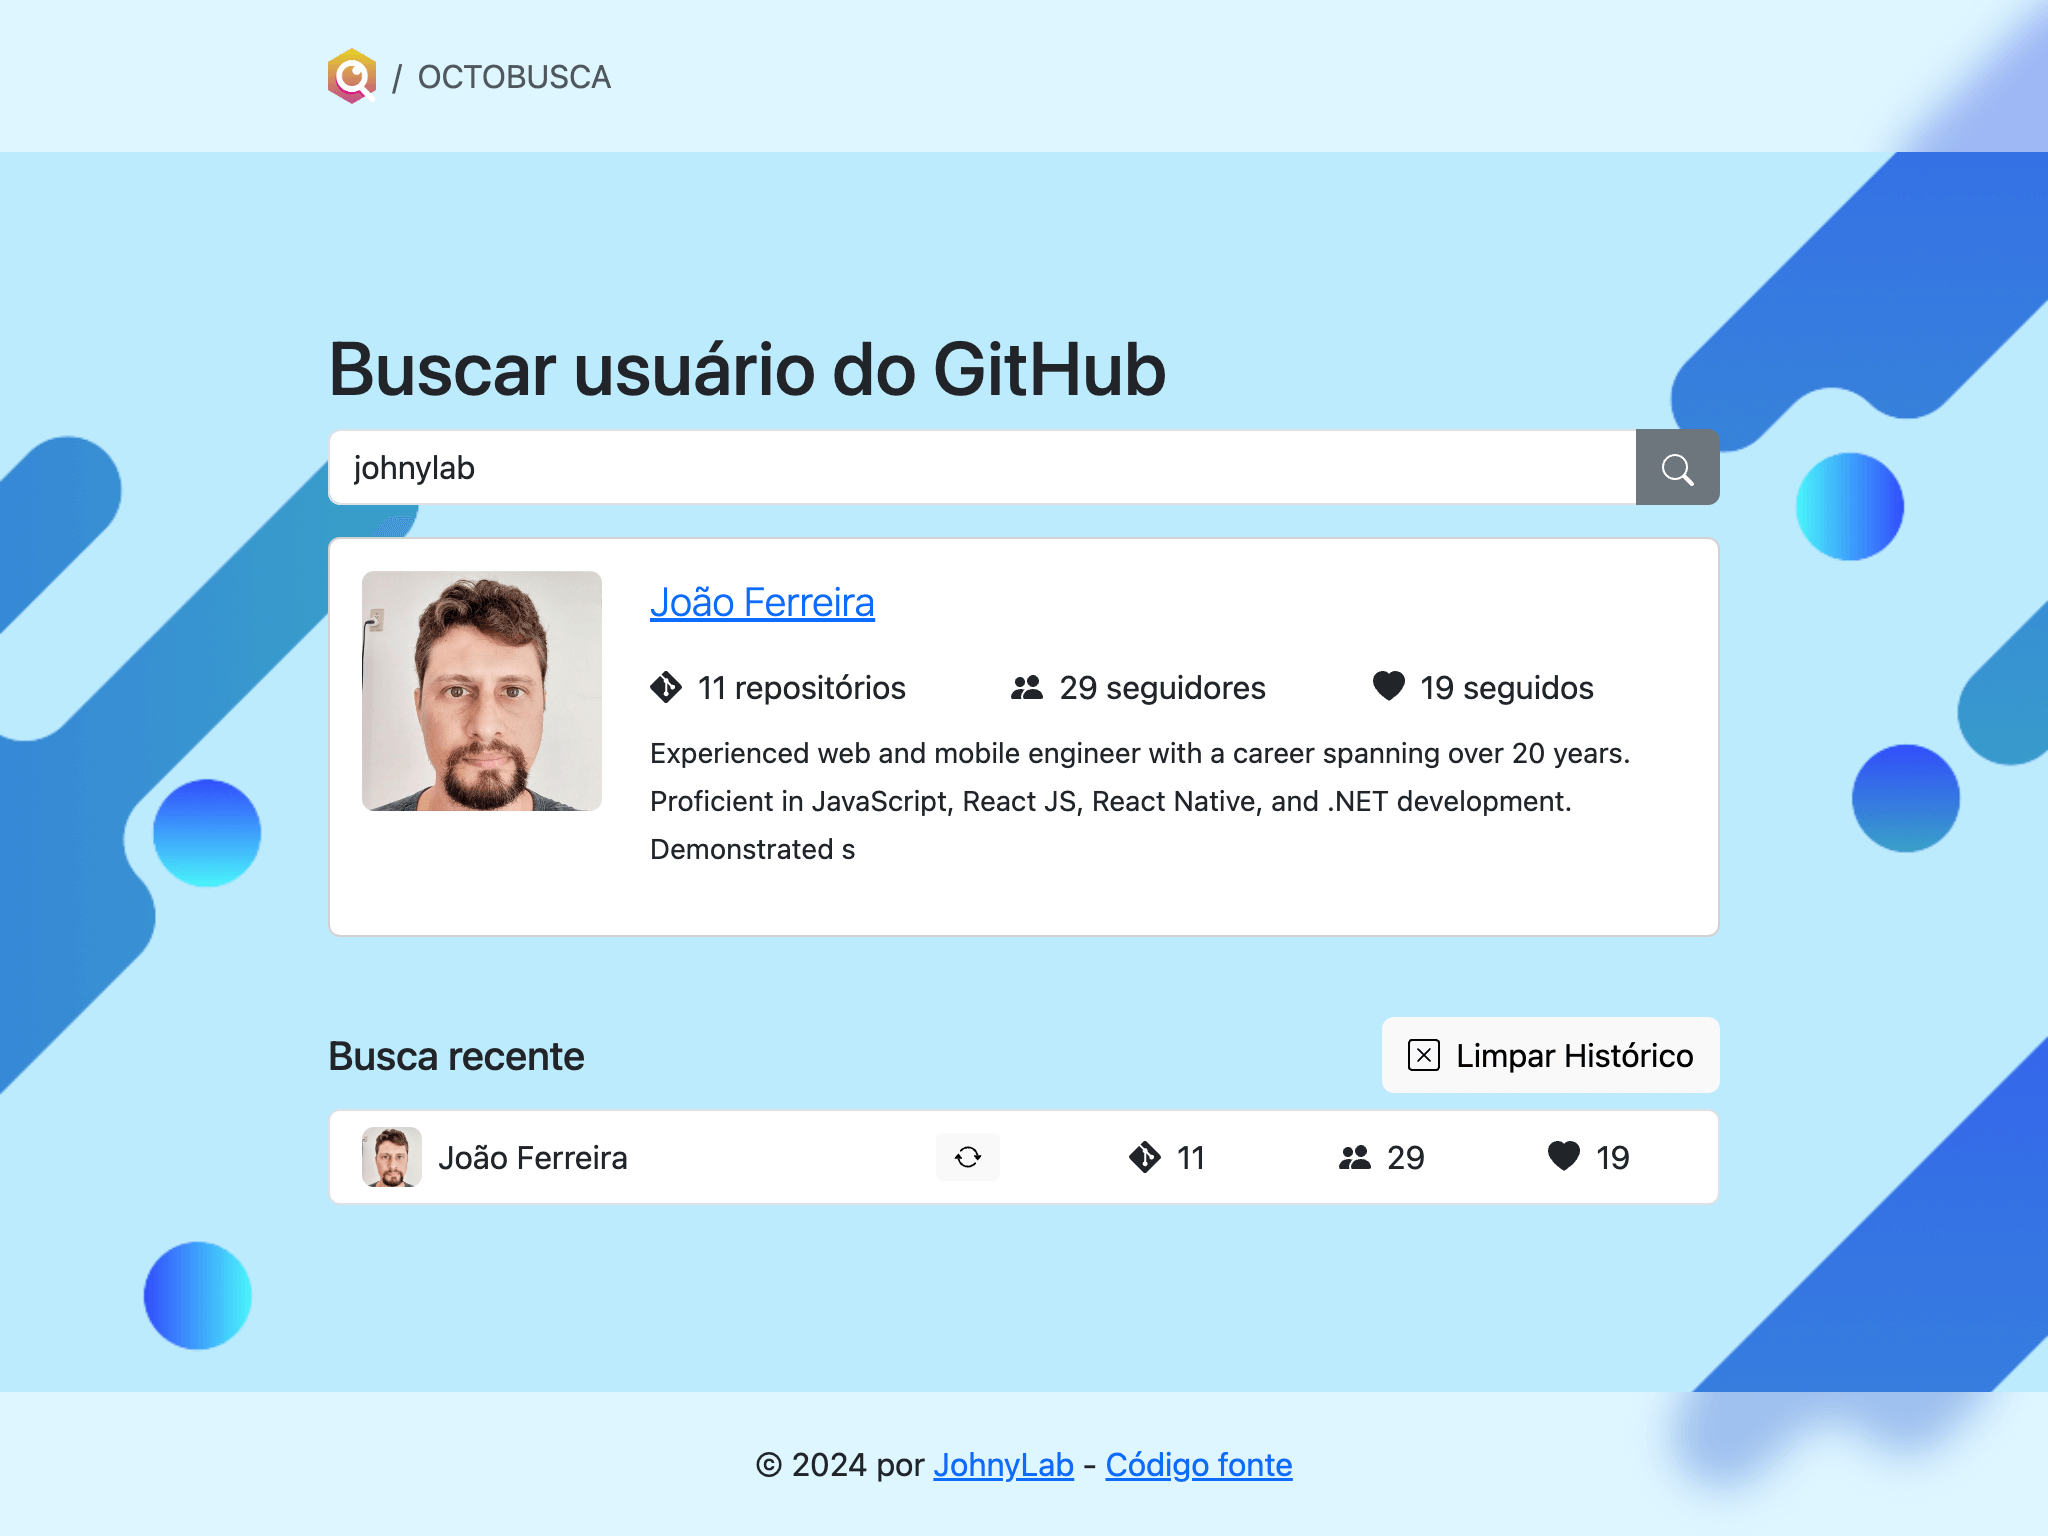 / OCTOBUSCA
Buscar usuário do GitHub
johnylab
João Ferreira
11 repositórios 29 seguidores 19 seguidos
Experienced web and mobile engineer with a career spanning over 20 years.
Proficient in JavaScript, React JS, React Native, and .NET development.
Demonstrated s
Busca recente Limpar Histórico
João Ferreira 11 29 19
© 2024 por JohnyLab - Código fonte